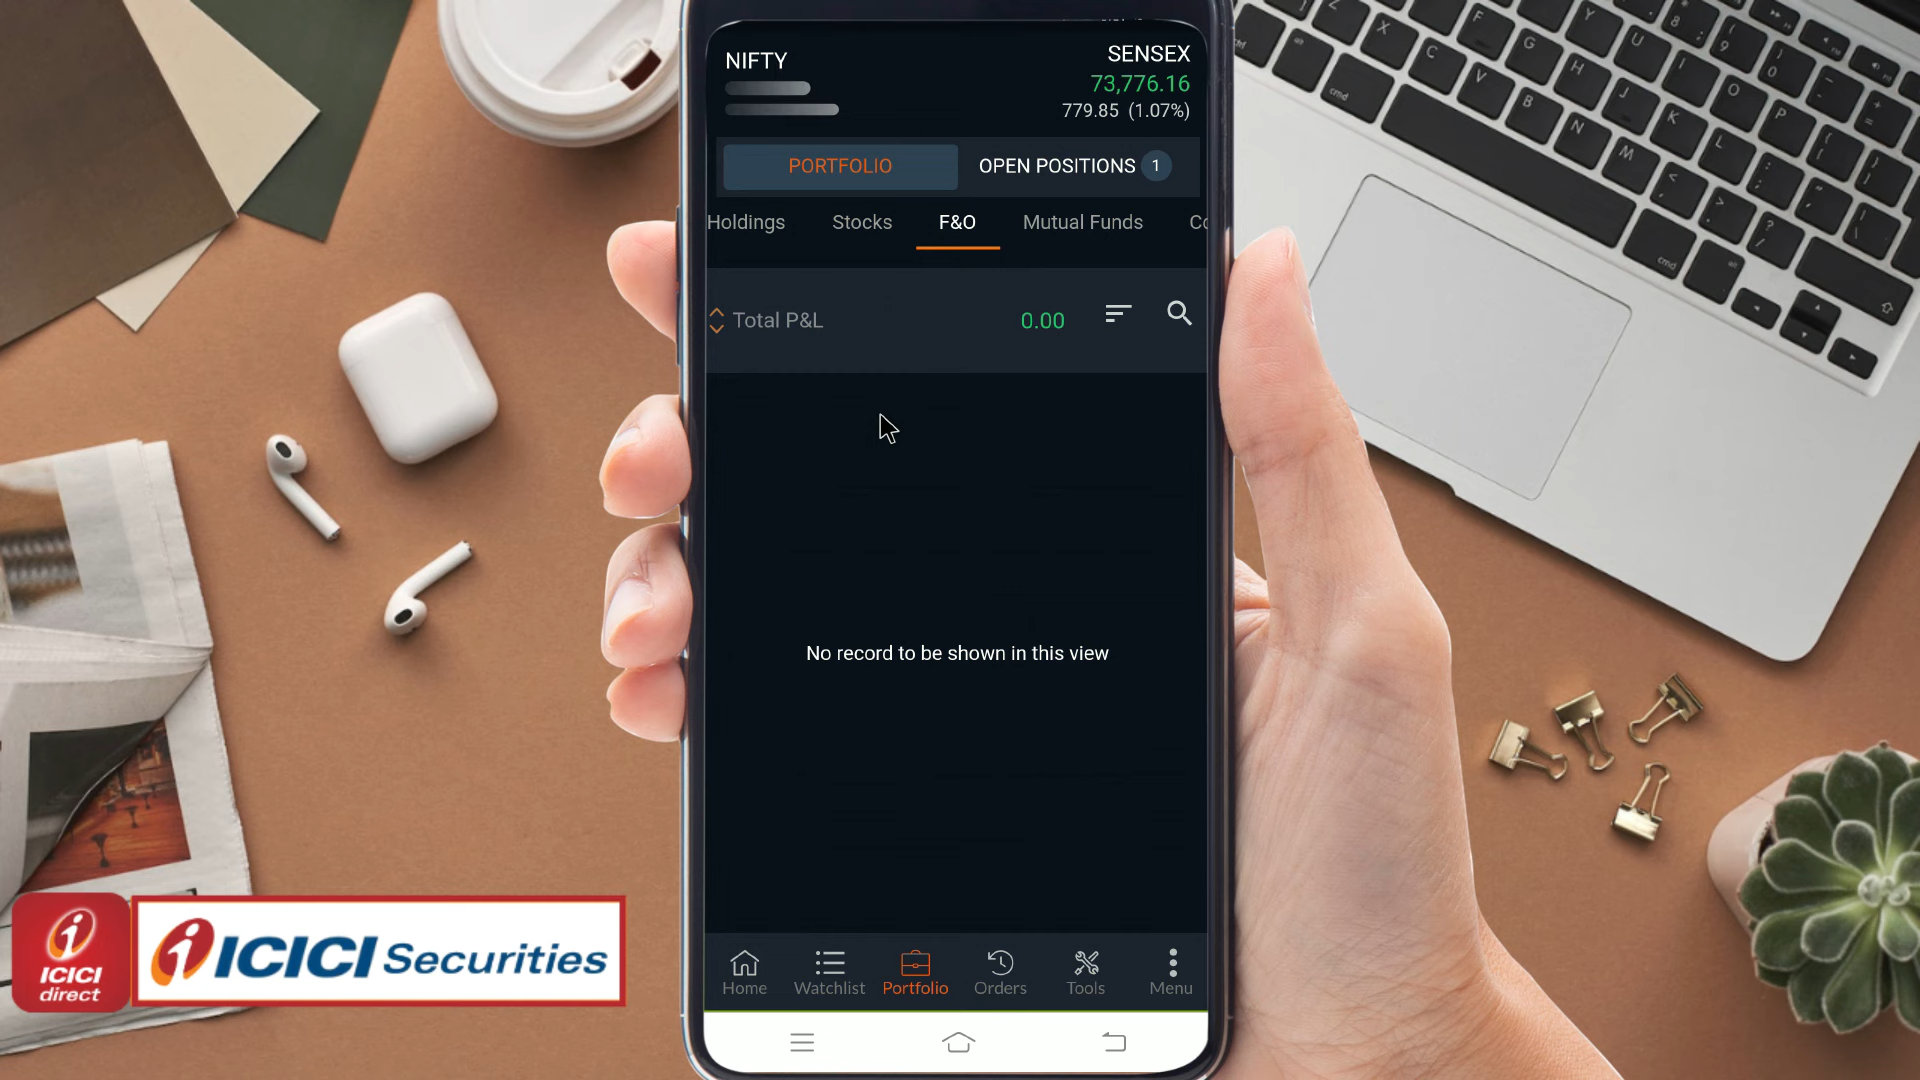 NIFTY
SENSEX
73,776.16
779.85 (1.07%)
PORTFOLIO
OPEN POSITIONS 1
Holdings
Stocks
F&O
Mutual Funds
Total P&L
0.00
No record to be shown in this view
Home
Watchlist
Portfolio
Orders
Tools
Menu
ICICI
direct
ICICI Securities